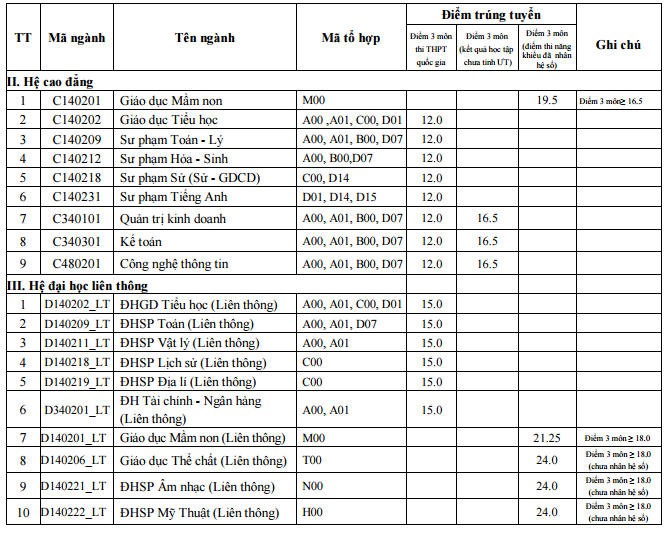 TT Mã ngành Tên ngành Mã tổ hợp Điểm trúng tuyển Ghi chú
Điểm 3 môn thi THPT quốc gia Điểm 3 môn (kết quả học tập chưa tính ƯT) Điểm 3 môn (điểm thi năng khiếu đã nhân hệ số)
II. Hệ cao đẳng
1 C140201 Giáo dục Mầm non M00 19.5 Điểm 3 môn≥ 16.5
2 C140202 Giáo dục Tiểu học A00 ,A01, C00, D01 12.0
3 C140209 Sư phạm Toán - Lý A00, A01, B00, D07 12.0
4 C140212 Sư phạm Hóa - Sinh A00, B00,D07 12.0
5 C140218 Sư phạm Sử (Sử - GDCD) C00, D14 12.0
6 C140231 Sư phạm Tiếng Anh D01, D14, D15 12.0
7 C340101 Quản trị kinh doanh A00, A01, B00, D07 12.0 16.5
8 C340301 Kế toán A00, A01, B00, D07 12.0 16.5
9 C480201 Công nghệ thông tin A00, A01, B00, D07 12.0 16.5
III. Hệ đại học liên thông
1 D140202_LT ĐHGD Tiểu học (Liên thông) A00, A01, C00, D01 15.0
2 D140209_LT ĐHSP Toán (Liên thông) A00, A01, D07 15.0
3 D140211_LT ĐHSP Vật lý (Liên thông) A00, A01 15.0
4 D140218_LT ĐHSP Lịch sử (Liên thông) C00 15.0
5 D140219_LT ĐHSP Địa lí (Liên thông) C00 15.0
6 D340201_LT ĐH Tài chính - Ngân hàng (Liên thông) A00, A01 15.0
7 D140201_LT Giáo dục Mầm non (Liên thông) M00 21.25 Điểm 3 môn ≥ 18.0
8 D140206_LT Giáo dục Thể chất (Liên thông) T00 24.0 Điểm 3 môn ≥ 18.0 (chưa nhân hệ số)
9 D140221_LT ĐHSP Âm nhạc (Liên thông) N00 24.0 Điểm 3 môn ≥ 18.0 (chưa nhân hệ số)
10 D140222_LT ĐHSP Mỹ Thuật (Liên thông) H00 24.0 Điểm 3 môn ≥ 18.0 (chưa nhân hệ số)